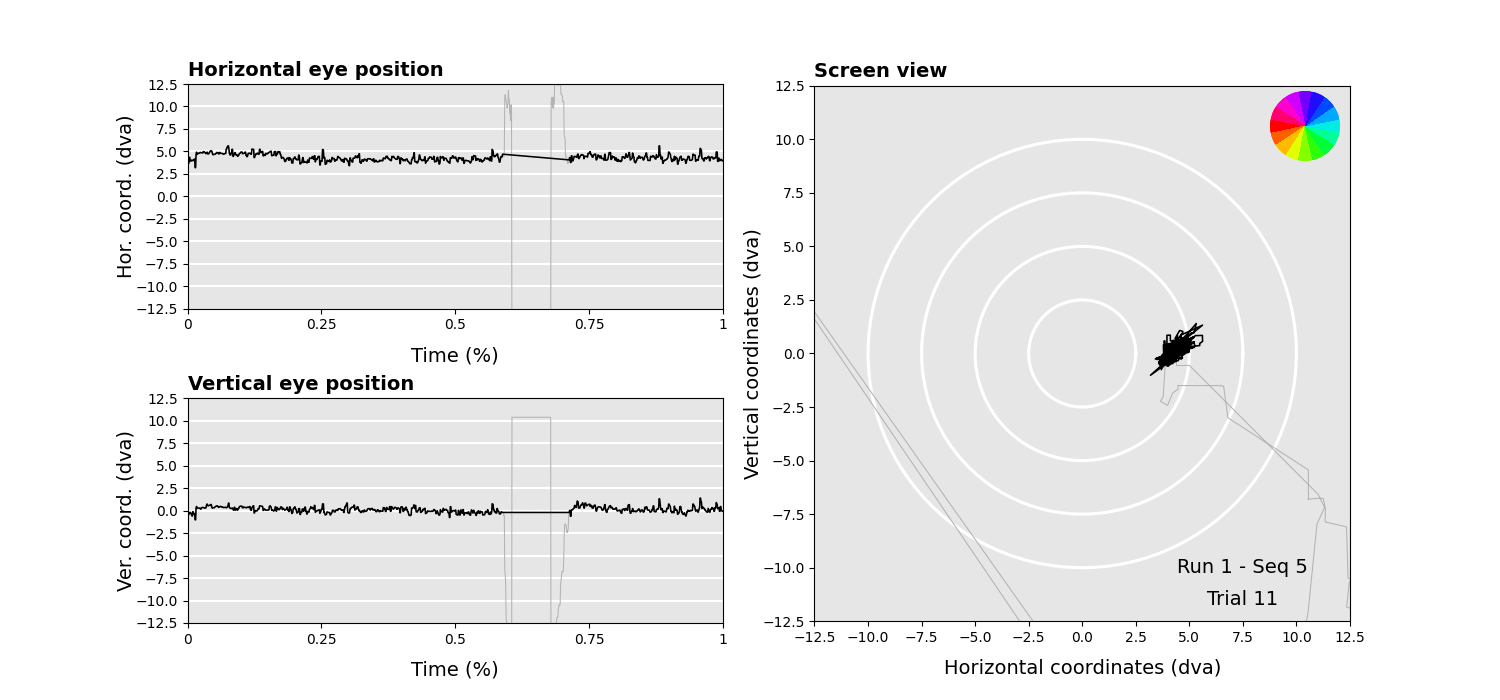 Horizontal eye position
Hor. coord. (dva)
12.5
10.0
7.5
5.0
2.5
0.0
−2.5
−5.0
−7.5
−10.0
−12.5
0 0.25 0.5 0.75 1
Time (%)
Vertical eye position
Ver. coord. (dva)
12.5
10.0
7.5
5.0
2.5
0.0
−2.5
−5.0
−7.5
−10.0
−12.5
0 0.25 0.5 0.75 1
Time (%)
Screen view
Vertical coordinates (dva)
12.5
10.0
7.5
5.0
2.5
0.0
−2.5
−5.0
−7.5
−10.0
−12.5
Run 1 - Seq 5
Trial 11
−12.5 −10.0 −7.5 −5.0 −2.5 0.0 2.5 5.0 7.5 10.0 12.5
Horizontal coordinates (dva)